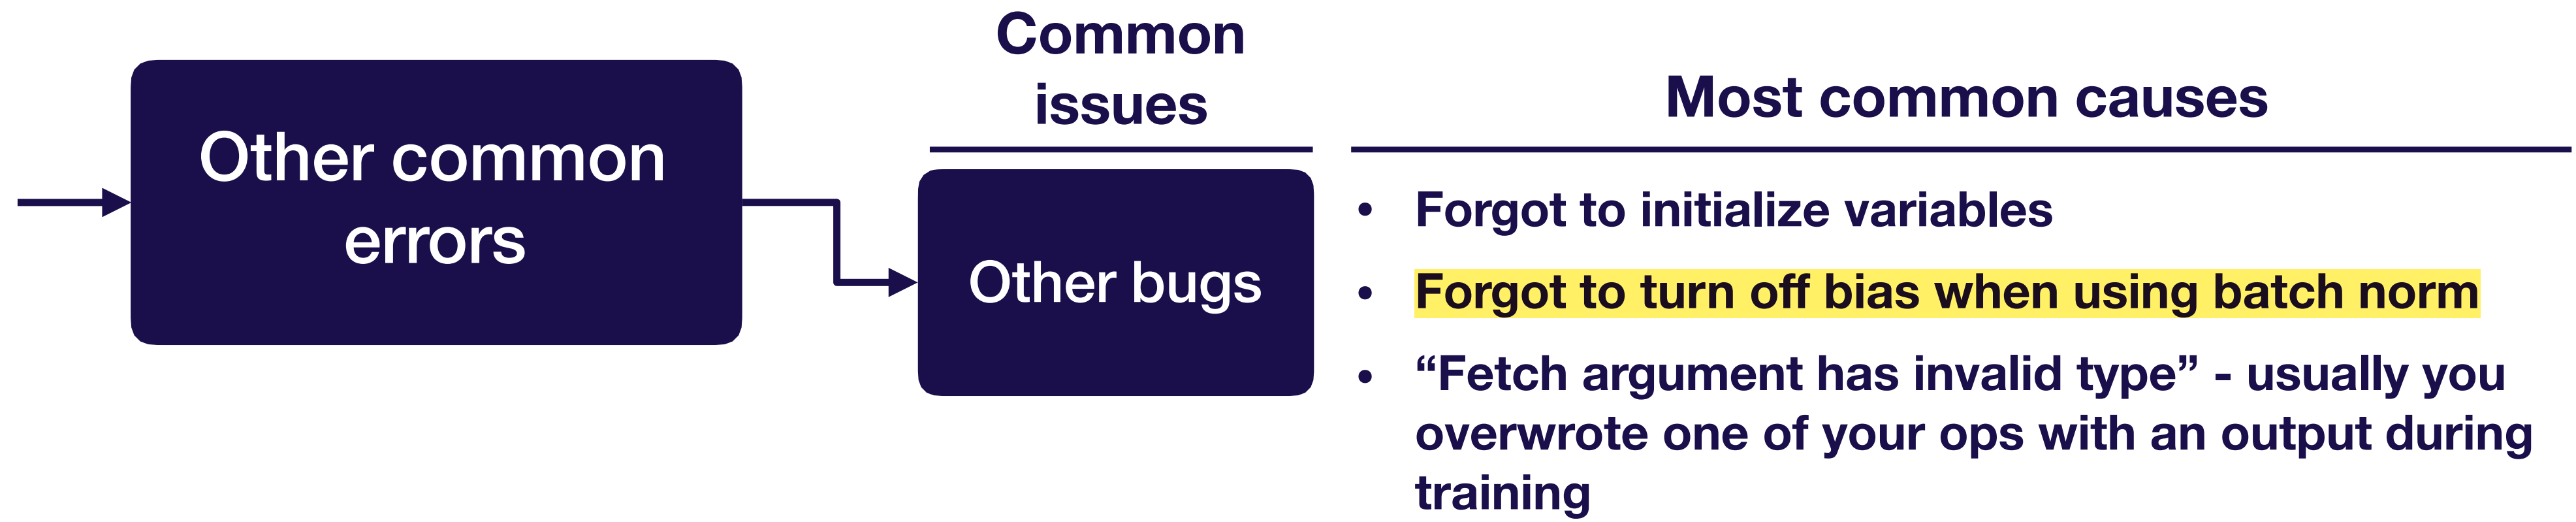 Other common
errors
Common
issues
Other bugs
Most common causes
• Forgot to initialize variables
• Forgot to turn off bias when using batch norm
• “Fetch argument has invalid type” - usually you
overwrote one of your ops with an output during
training